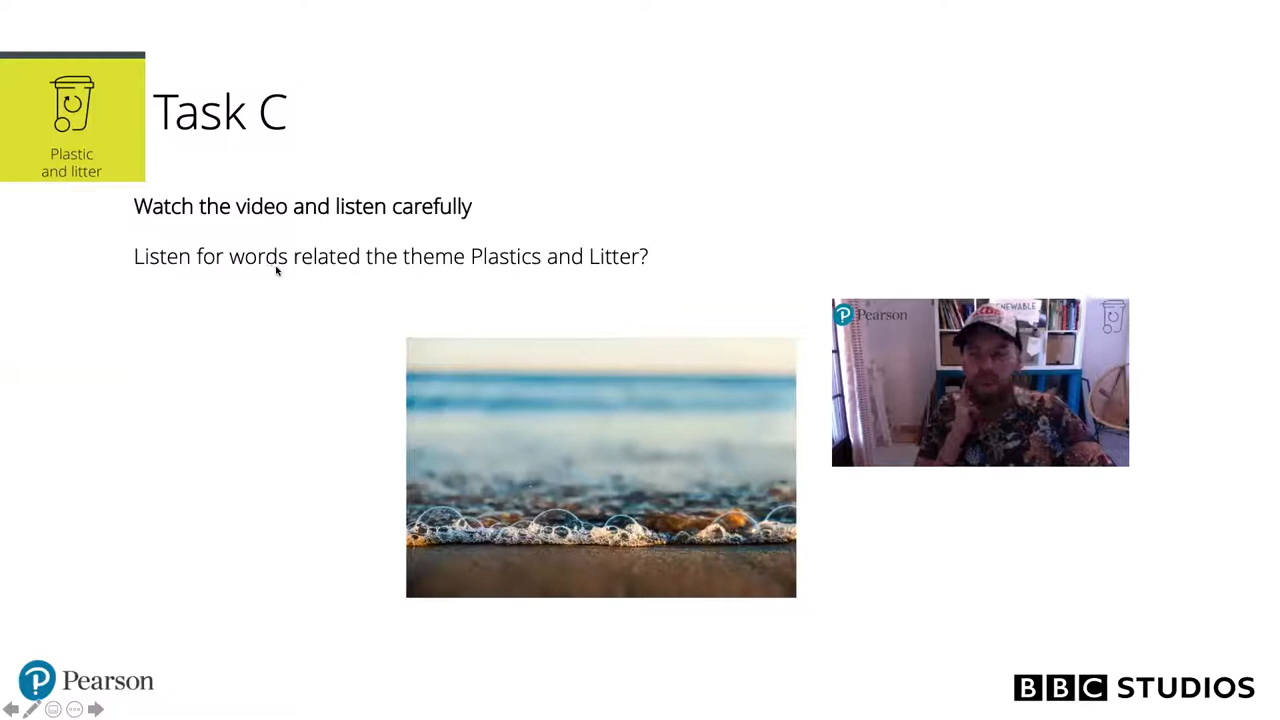 Task C
Plastic
and litter
Watch the video and listen carefully
Listen for words related the theme Plastics and Litter?
RENEWABLE
Pearson
Pearson
BBC STUDIOS